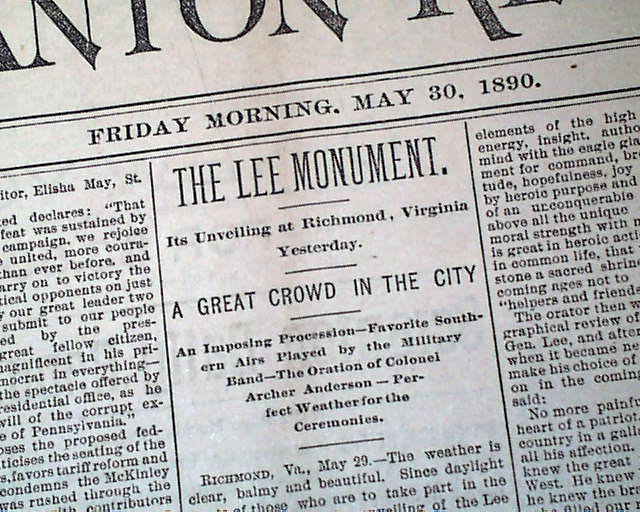 FRIDAY MORNING, MAY 30, 1890.
itor, Elisha May, St.
declares: "That
feat was sustained by
campaign, we rejoice
united, more coura-
than ever before, and
carry on to victory the
tical opponents on just
our great leader two
submit to our people
by the pres-
great fellow citizen,
magnificent in his pri-
mocrat in everything—
the spectacle offered by
residential office, as he
will of the corrupt ex-
e of Pennsylvania."
oses the proposed fed-
ticises the seating of the
s, favors tariff reform and
condemns the McKinley
was rushed through the
contributors
THE LEE MONUMENT.
Its Unveiling at Richmond, Virginia
Yesterday.
A GREAT CROWD IN THE CITY
An Imposing Procession—Favorite South-
ern Airs Played by the Military
Band—The Oration of Colonel
Archer Anderson — Per-
fect Weather for the
Ceremonies.
RICHMOND, Va., May 29.—The weather is
clear, balmy and beautiful. Since daylight
of those who are to take part in the
unveiling of the Lee
elements of the high
energy, insight,
mind with the eagle
ment for command,
tude, hopefulness, joy
by heroic purpose and
of an unconquerable
above all the unique
moral strength with
is great in heroic acti
in common life, that
stone a sacred shrine
coming ages not to
"helpers and friends
The orator then
graphical review of
Gen. Lee, and after
when it became ne
make his choice of
on in the coming
said:
No more painfu
heart of a patriot
country in a galla
all his affection.
knew the great
West. He know
he knew the
filled our